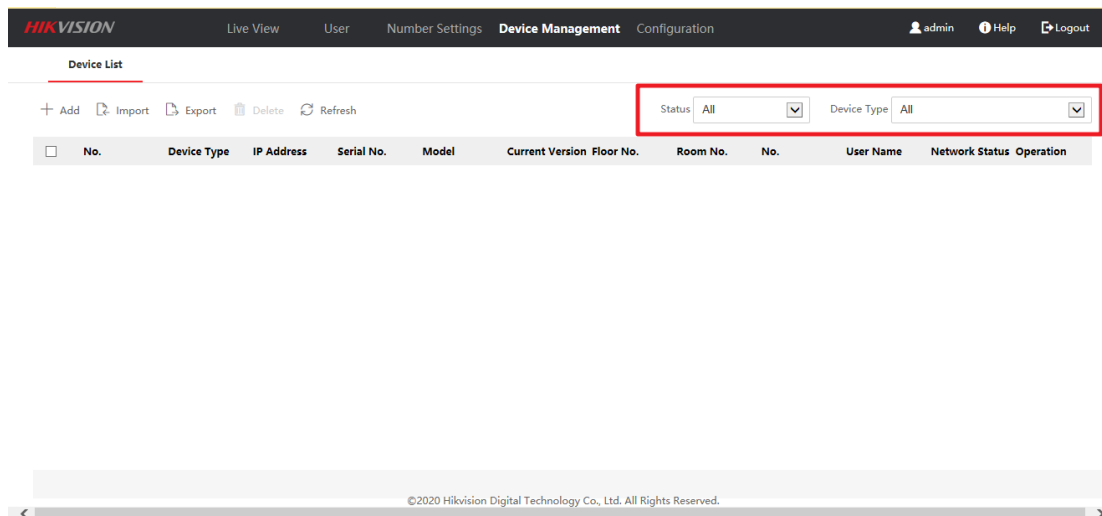 HIKVISION Live View User Number Settings Device Management Configuration admin Help Logout
Device List
Add Import Export Delete Refresh Status All Device Type All
No. Device Type IP Address Serial No. Model Current Version Floor No. Room No. No. User Name Network Status Operation
©2020 Hikvision Digital Technology Co., Ltd. All Rights Reserved.